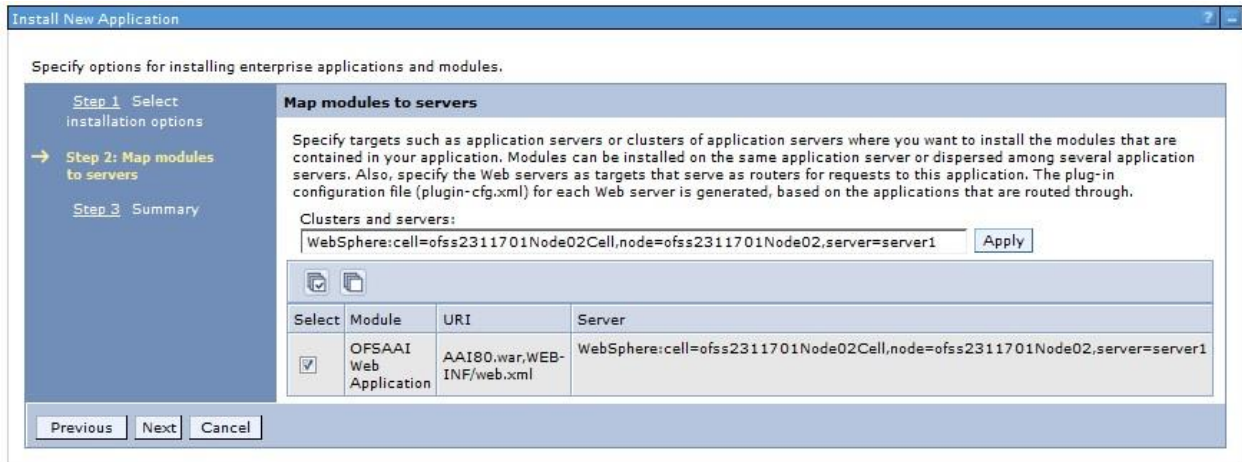 Install New Application
?
Specify options for installing enterprise applications and modules.
Step 1 Select
installation options
Step 2: Map modules
to servers
Step 3 Summary
Map modules to servers
Specify targets such as application servers or clusters of application servers where you want to install the modules that are
contained in your application. Modules can be installed on the same application server or dispersed among several application
servers. Also, specify the Web servers as targets that serve as routers for requests to this application. The plug-in
configuration file (plugin-cfg.xml) for each Web server is generated, based on the applications that are routed through.
Clusters and servers:
WebSphere:cell=ofss2311701Node02Cell,node=ofss2311701Node02,server=server1 Apply
Select Module URI Server
OFSAAI
Web
Application
AAI80.war,WEB-
INF/web.xml
WebSphere:cell=ofss2311701Node02Cell,node=ofss2311701Node02,server=server1
Previous Next Cancel